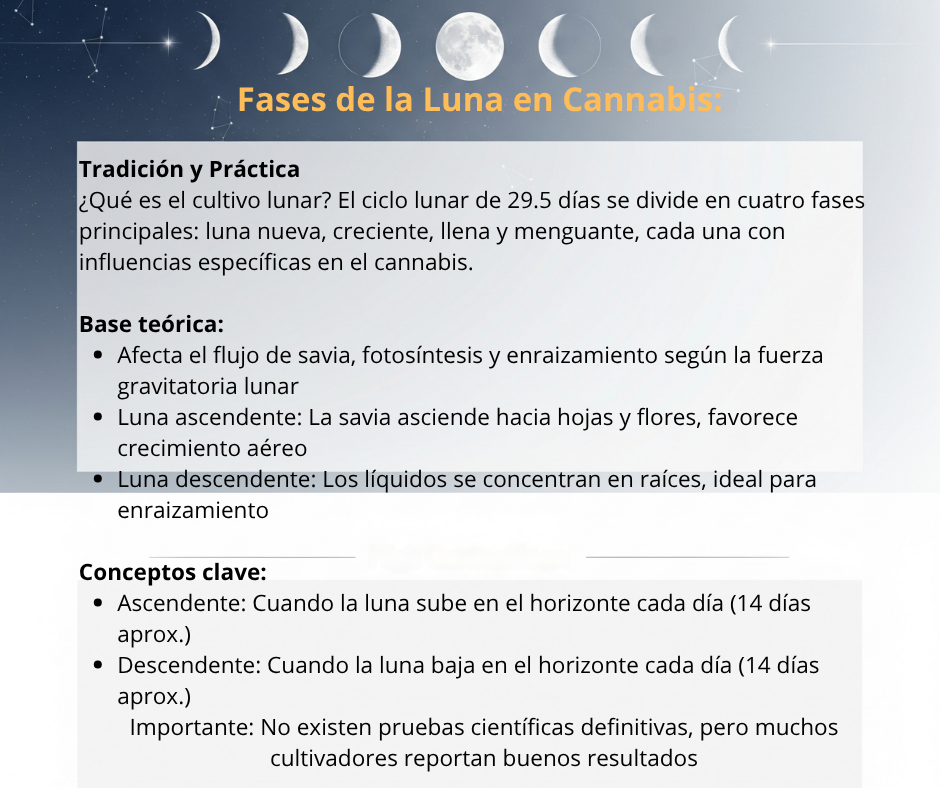 Fases de la Luna en Cannabis:
Tradición y Práctica
¿Qué es el cultivo lunar? El ciclo lunar de 29.5 días se divide en cuatro fases
principales: luna nueva, creciente, llena y menguante, cada una con
influencias específicas en el cannabis.
Base teórica:
• Afecta el flujo de savia, fotosíntesis y enraizamiento según la fuerza
gravitatoria lunar
• Luna ascendente: La savia asciende hacia hojas y flores, favorece
crecimiento aéreo
• Luna descendente: Los líquidos se concentran en raíces, ideal para
enraizamiento
Conceptos clave:
• Ascendente: Cuando la luna sube en el horizonte cada día (14 días
aprox.)
• Descendente: Cuando la luna baja en el horizonte cada día (14 días
aprox.)
Importante: No existen pruebas científicas definitivas, pero muchos
cultivadores reportan buenos resultados